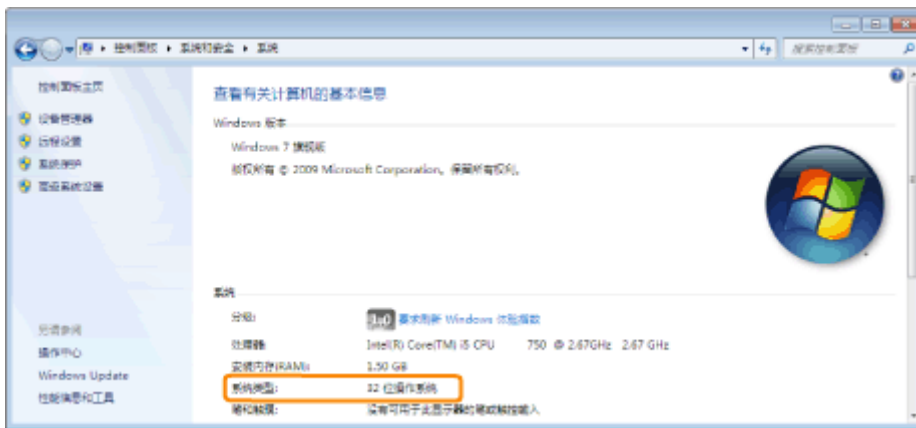 控制面板 ▸ 系统和安全 ▸ 系统
搜索控制面板
控制面板主页
设备管理器
远程设置
系统保护
高级系统设置
另请参阅
操作中心
Windows Update
性能信息和工具
查看有关计算机的基本信息
Windows 版本
Windows 7 旗舰版
版权所有 © 2009 Microsoft Corporation。保留所有权利。
系统
分级: 要求刷新 Windows 体验指数
处理器: Intel(R) Core(TM) i5 CPU 750 @ 2.67GHz 2.67 GHz
安装内存(RAM): 1.50 GB
系统类型: 32 位操作系统
笔和触摸: 没有可用于此显示器的笔或触控输入